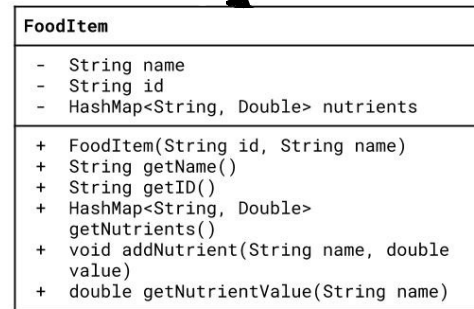 FoodItem
- String name
- String id
- HashMap<String, Double> nutrients
+ FoodItem(String id, String name)
+ String getName()
+ String getID()
+ HashMap<String, Double>
getNutrients()
+ void addNutrient(String name, double
value)
+ double getNutrientValue(String name)